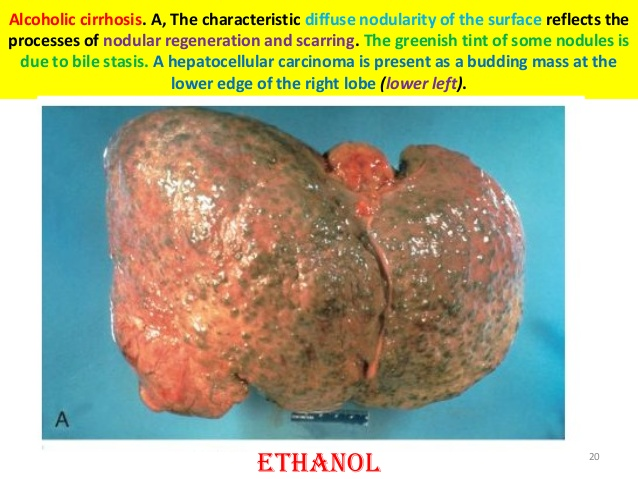 Alcoholic cirrhosis. A, The characteristic diffuse nodularity of the surface reflects the
processes of nodular regeneration and scarring. The greenish tint of some nodules is
due to bile stasis. A hepatocellular carcinoma is present as a budding mass at the
lower edge of the right lobe (lower left).
A
ETHANOL
20